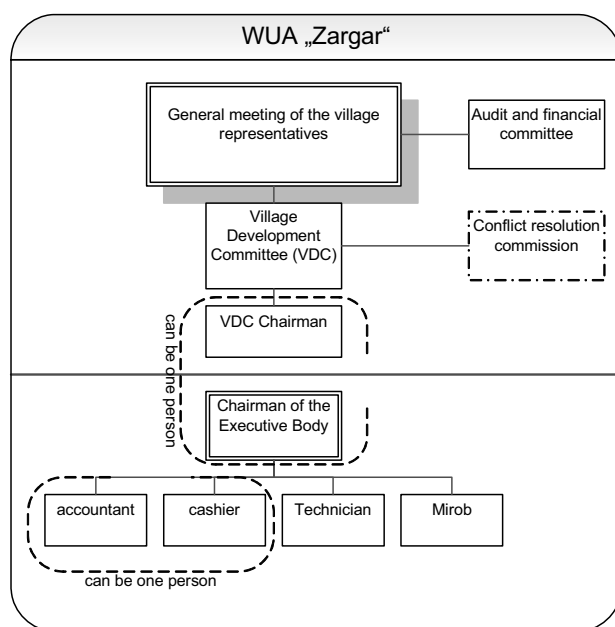 WUA „Zargar“
General meeting of the village
representatives
Audit and financial
committee
Village
Development
Committee (VDC)
Conflict resolution
commission
can be one person
VDC Chairman
Chairman of the
Executive Body
accountant
cashier
Technician
Mirob
can be one person